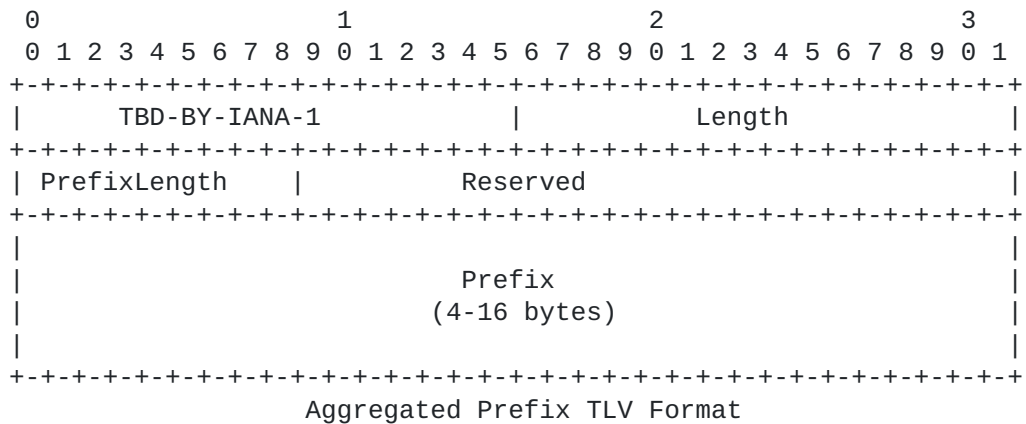 0                   1                   2                   3
 0 1 2 3 4 5 6 7 8 9 0 1 2 3 4 5 6 7 8 9 0 1 2 3 4 5 6 7 8 9 0 1
+-+-+-+-+-+-+-+-+-+-+-+-+-+-+-+-+-+-+-+-+-+-+-+-+-+-+-+-+-+-+-+-+
|      TBD-BY-IANA-1            |           Length              |
+-+-+-+-+-+-+-+-+-+-+-+-+-+-+-+-+-+-+-+-+-+-+-+-+-+-+-+-+-+-+-+-+
| PrefixLength    |          Reserved                           |
+-+-+-+-+-+-+-+-+-+-+-+-+-+-+-+-+-+-+-+-+-+-+-+-+-+-+-+-+-+-+-+-+
|                                                               |
|                            Prefix                             |
|                          (4-16 bytes)                         |
|                                                               |
+-+-+-+-+-+-+-+-+-+-+-+-+-+-+-+-+-+-+-+-+-+-+-+-+-+-+-+-+-+-+-+-+
                   Aggregated Prefix TLV Format